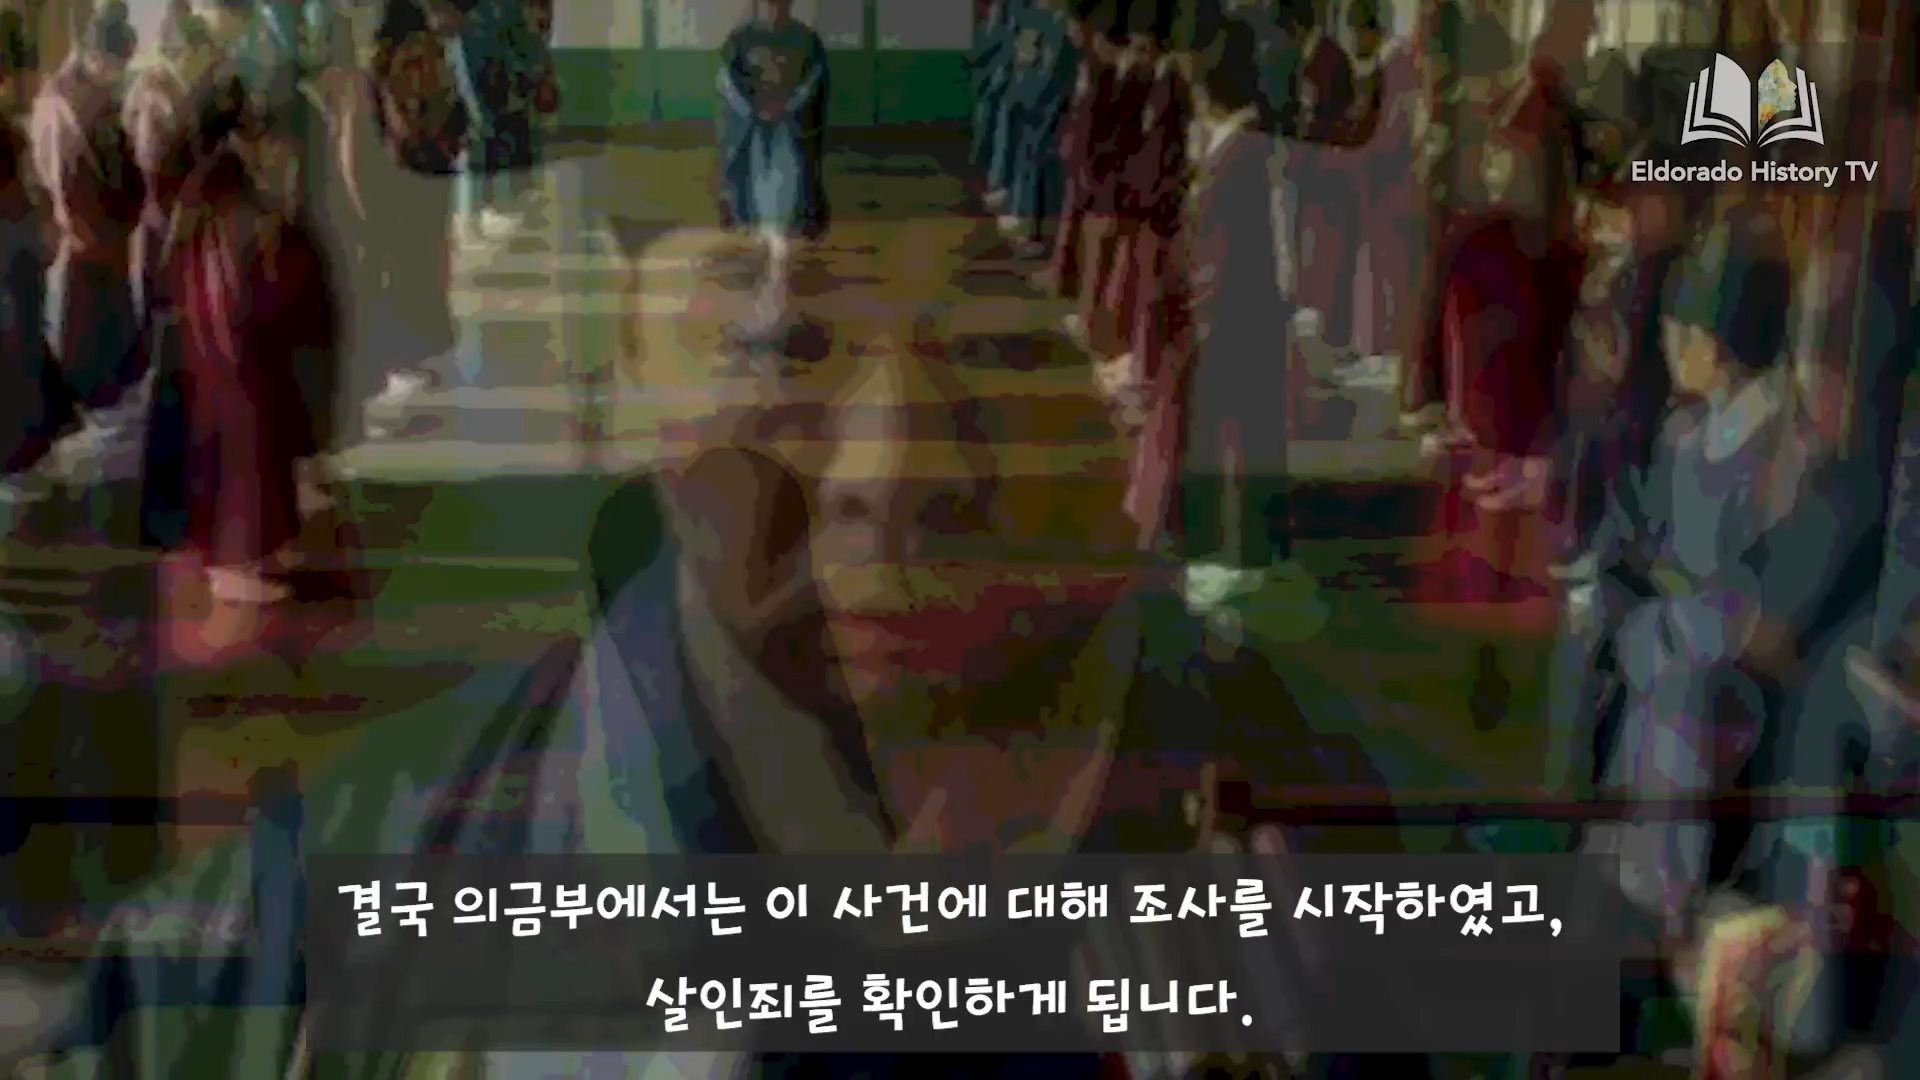 Eldorado History TV
결국 의금부에서는 이 사건에 대해 조사를 시작하였고,
살인죄를 확인하게 됩니다.